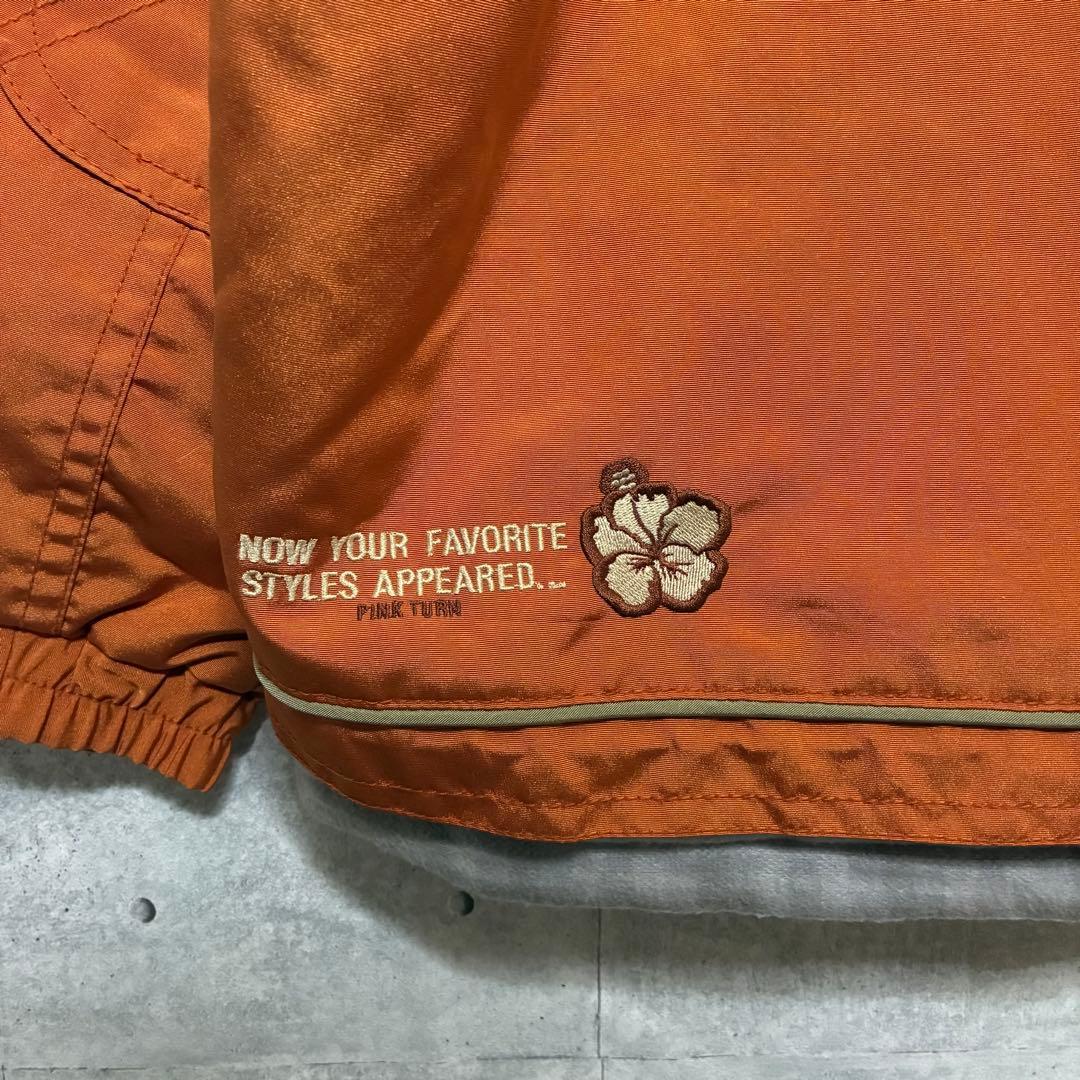 NOW YOUR FAVORITE
STYLES APPEARED...
PINK TURN